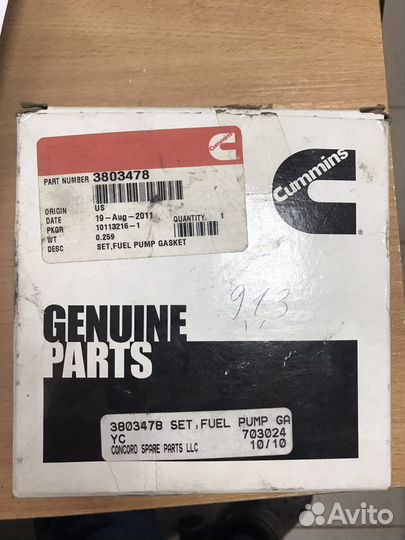 PART NUMBER 3803478
ORIGIN US
DATE 19-Aug-2011 QUANTITY 1
PKGR 10113216-1
WT 0.259
DESC SET,FUEL PUMP GASKET
Cummins
®
913
GENUINE
PARTS
3803478 SET,FUEL PUMP GA
YC 703024
CONCORD SPARE PARTS LLC 10/10
Avito